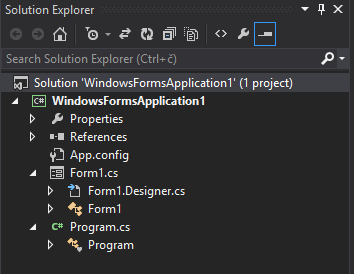 Solution Explorer
Search Solution Explorer (Ctrl+č)
Solution 'WindowsFormsApplication1' (1 project)
C# WindowsFormsApplication1
Properties
References
App.config
Form1.cs
Form1.Designer.cs
Form1
C# Program.cs
Program